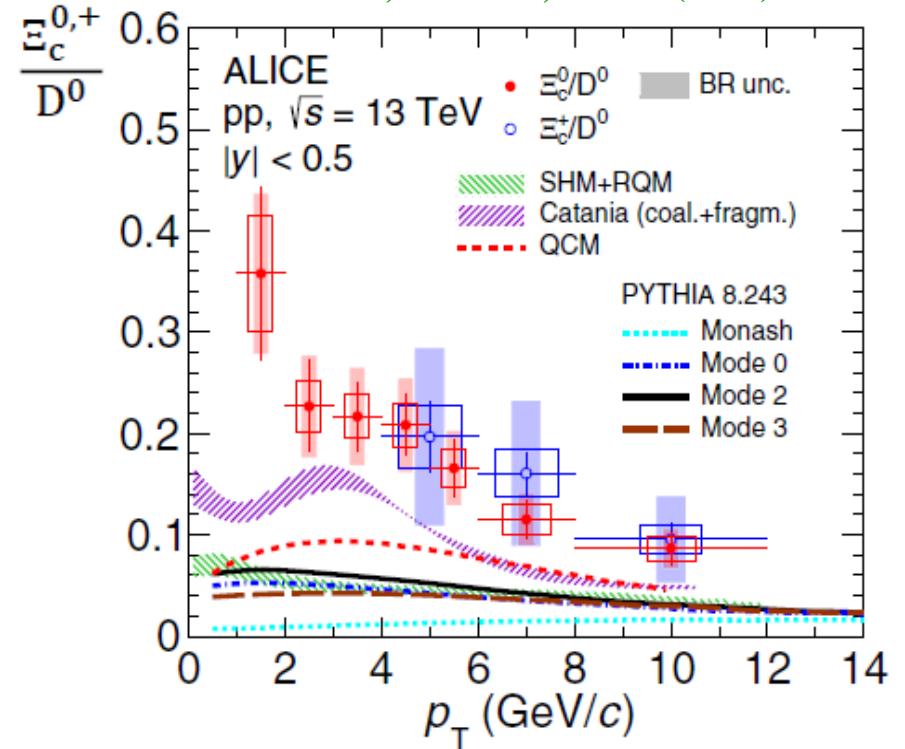 Ξc0,+
D0
0.6
0.5
0.4
0.3
0.2
0.1
0
ALICE
pp, √s = 13 TeV
|y| < 0.5
Ξc0/D0
BR unc.
Ξc+/D0
SHM+RQM
Catania (coal.+fragm.)
QCM
PYTHIA 8.243
Monash
Mode 0
Mode 2
Mode 3
0 2 4 6 8 10 12 14
pT (GeV/c)